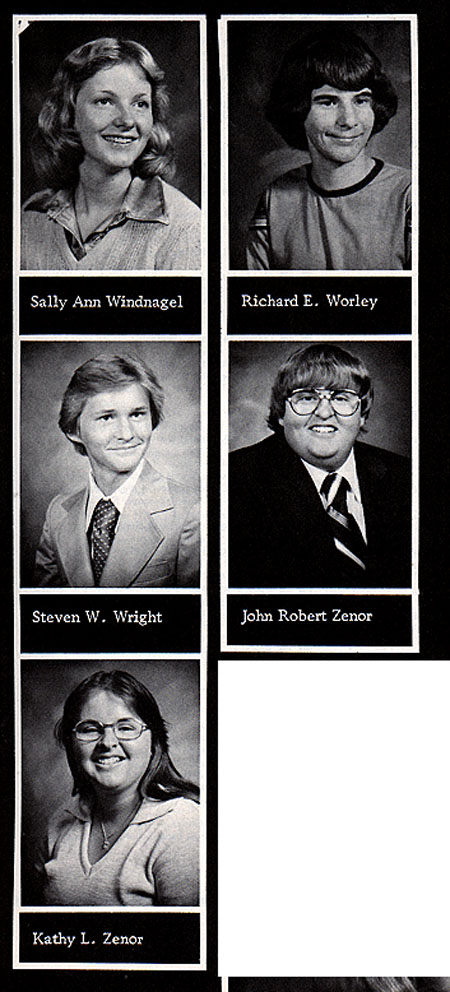 Sally Ann Windnagel
Richard E. Worley
Steven W. Wright
John Robert Zenor
Kathy L. Zenor